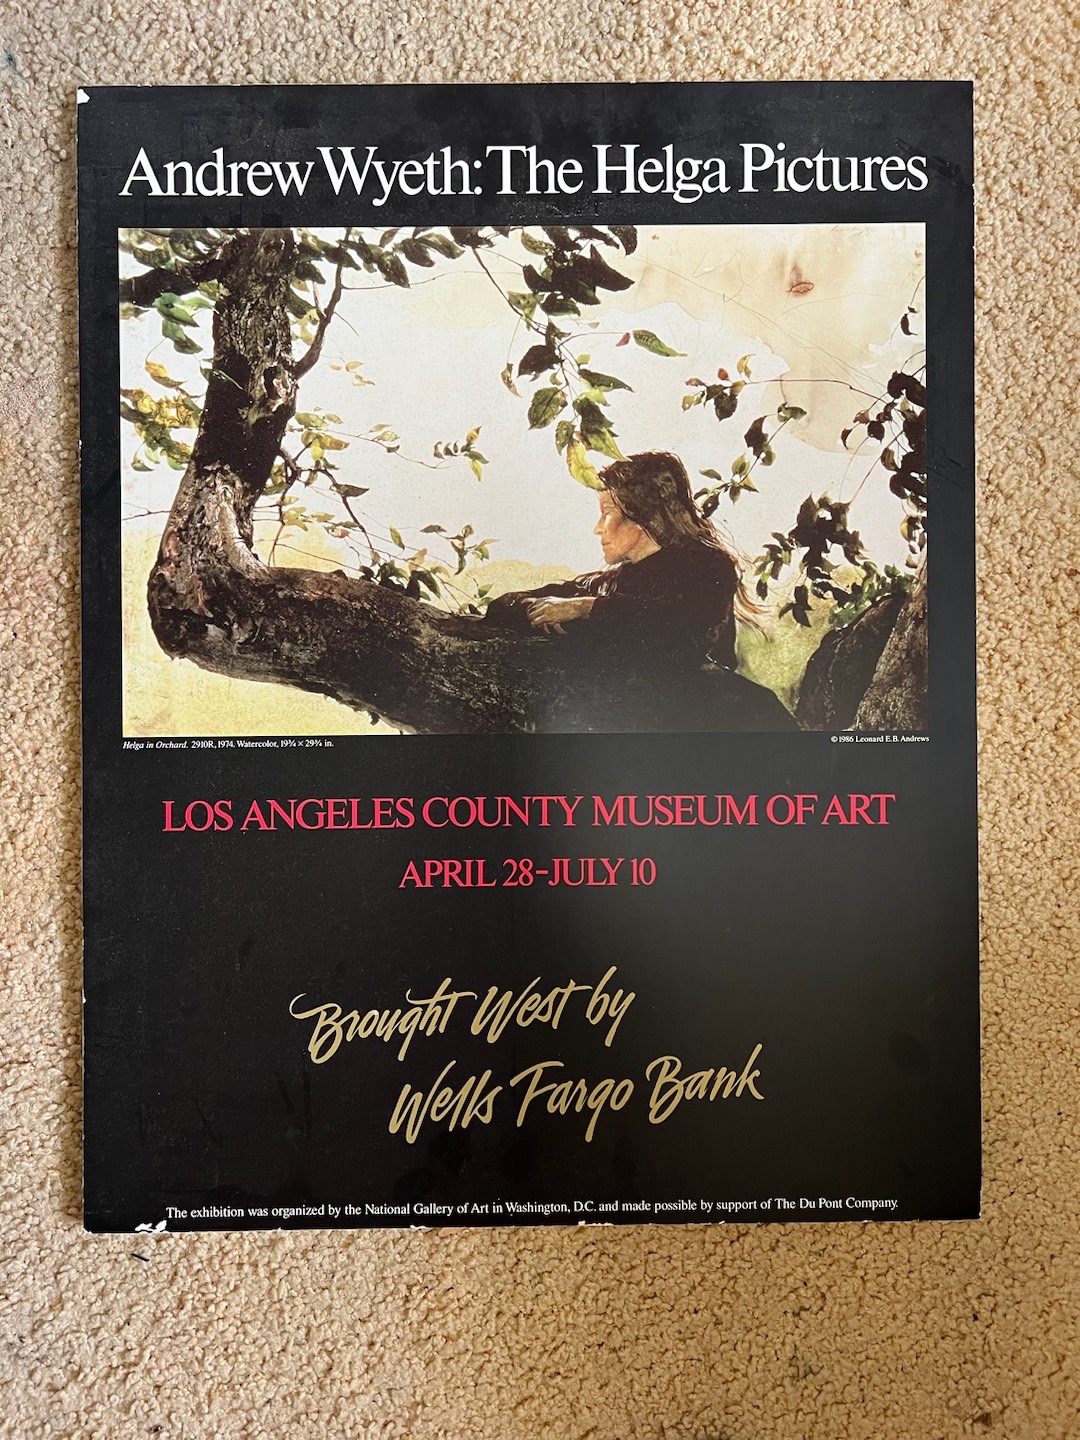 Andrew Wyeth: The Helga Pictures
Helga in Orchard. 2910R, 1974. Watercolor, 19¾ × 29¾ in.
© 1986 Leonard E.B. Andrews
LOS ANGELES COUNTY MUSEUM OF ART
APRIL 28-JULY 10
Brought West by
Wells Fargo Bank
The exhibition was organized by the National Gallery of Art in Washington, D.C. and made possible by support of The Du Pont Company.